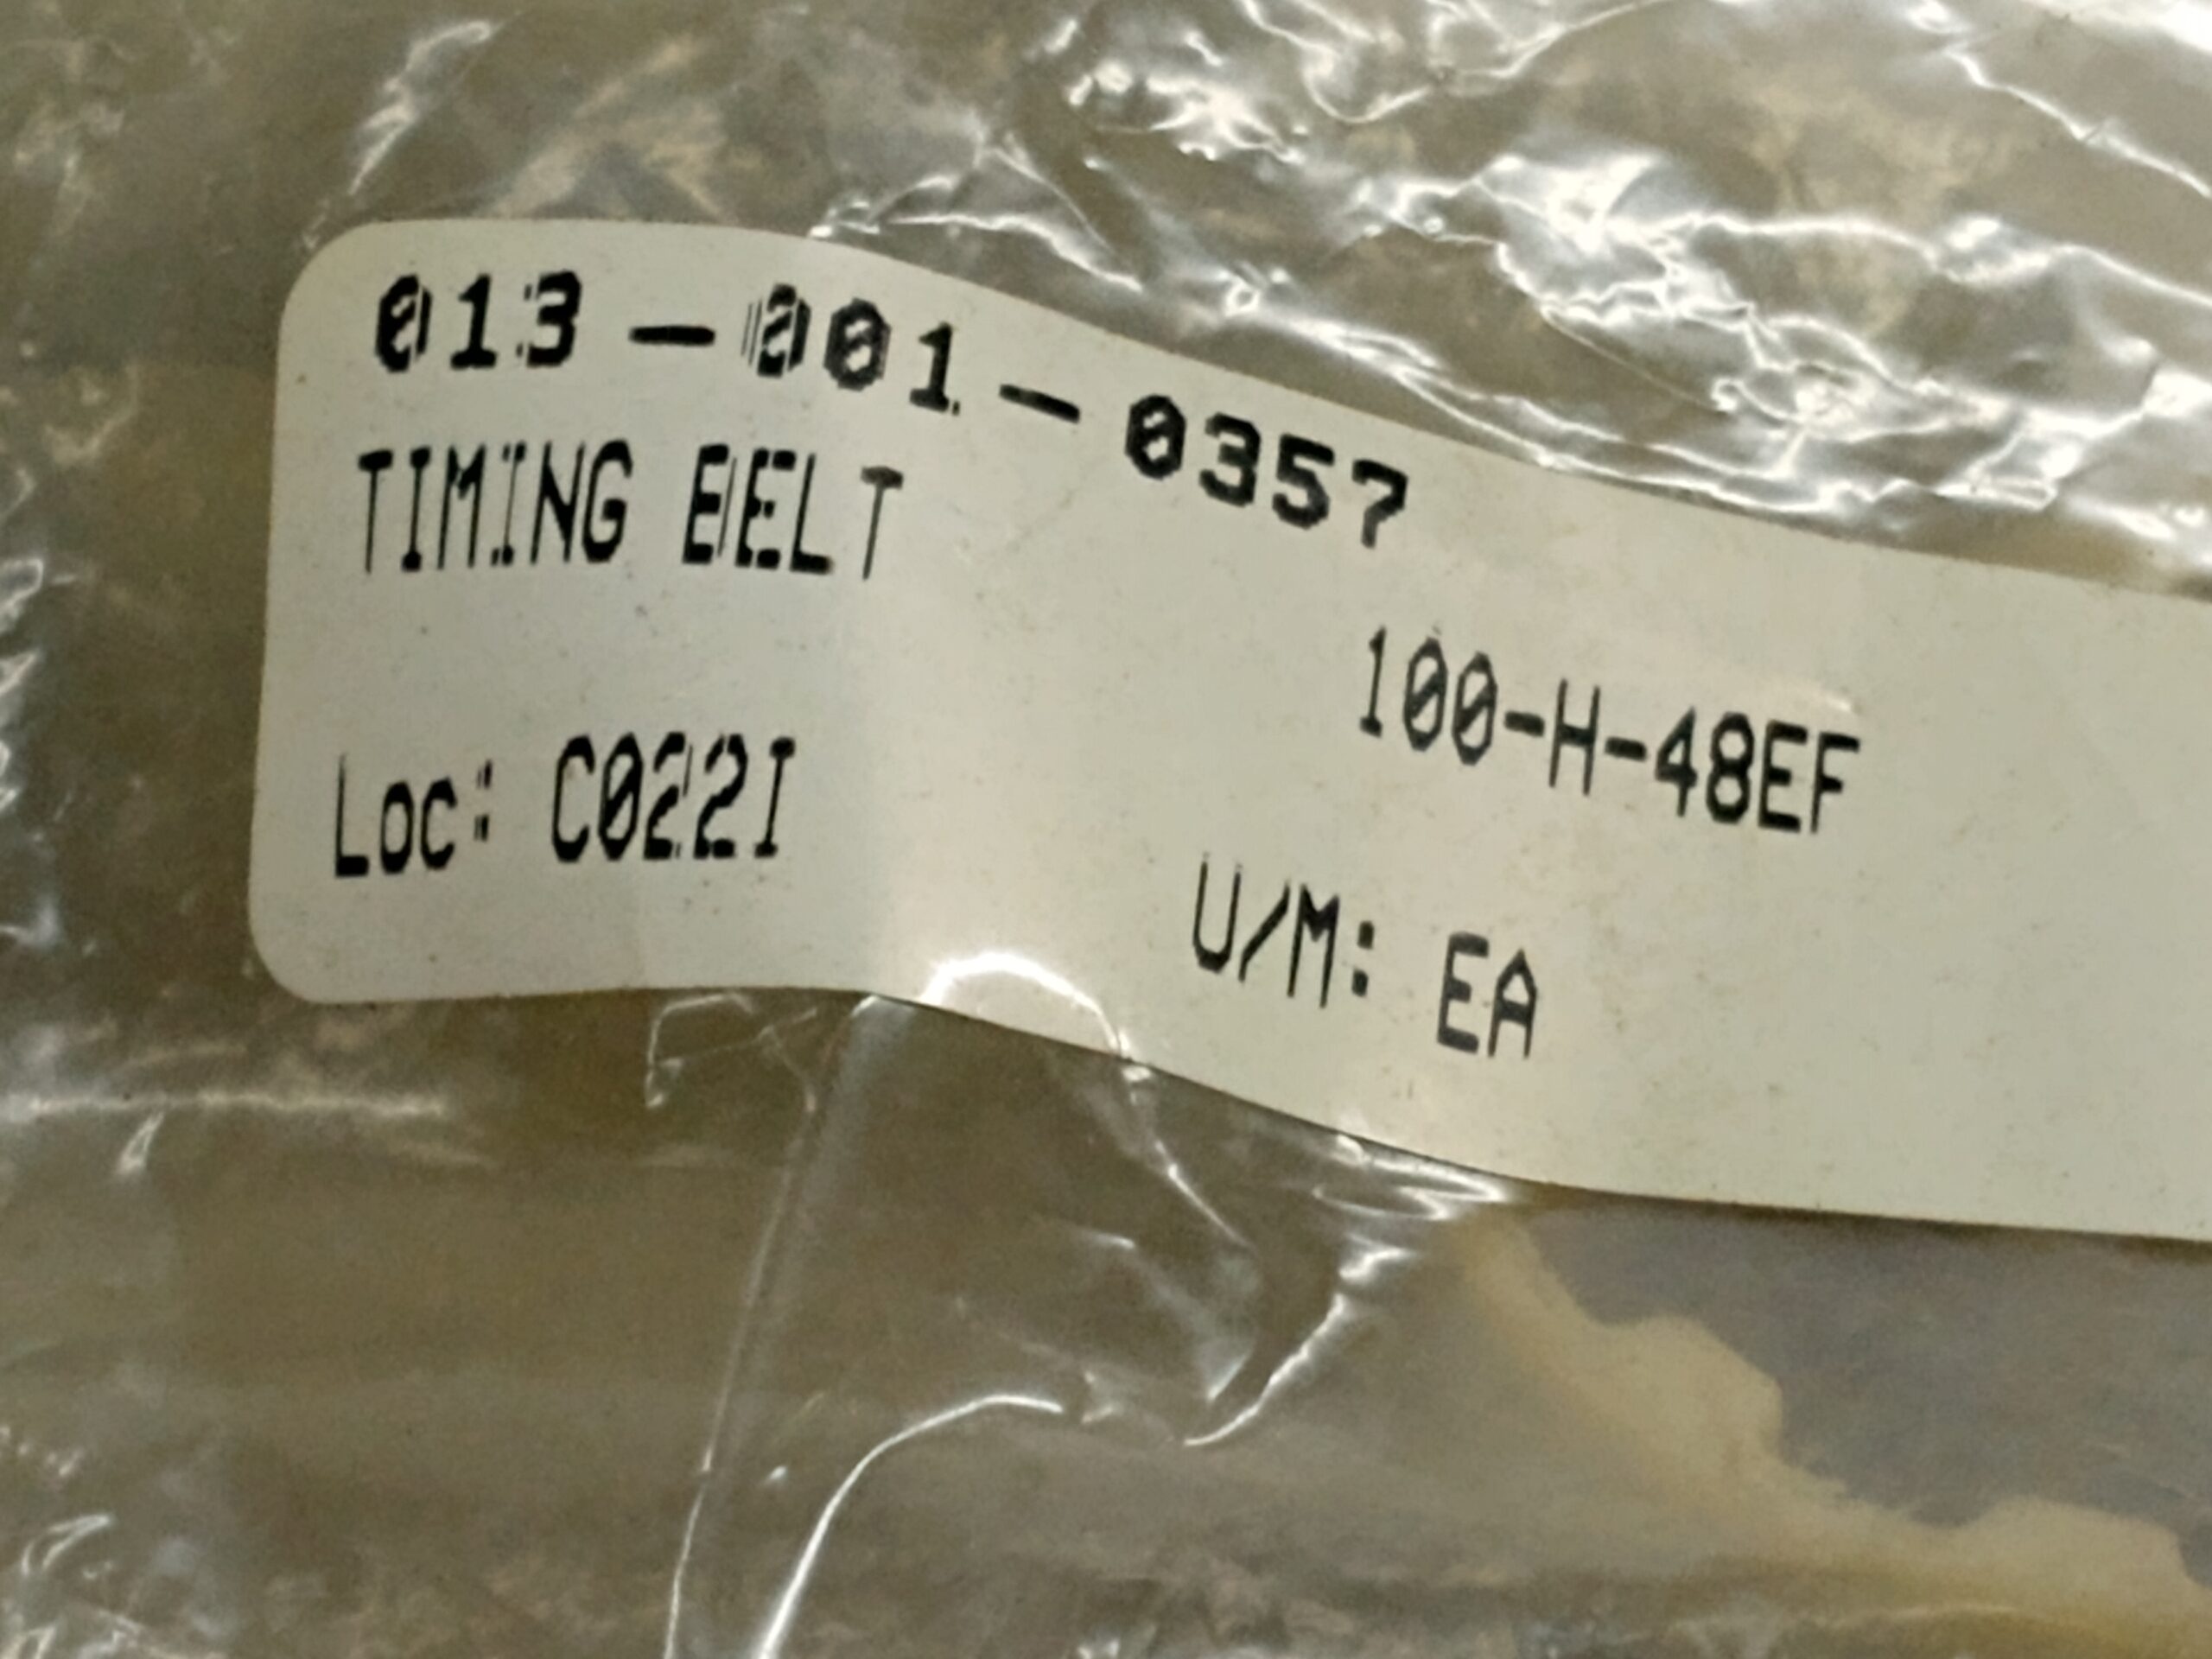 013-001-0357
TIMING BELT
100-H-48EF
Loc: C022I
U/M: EA